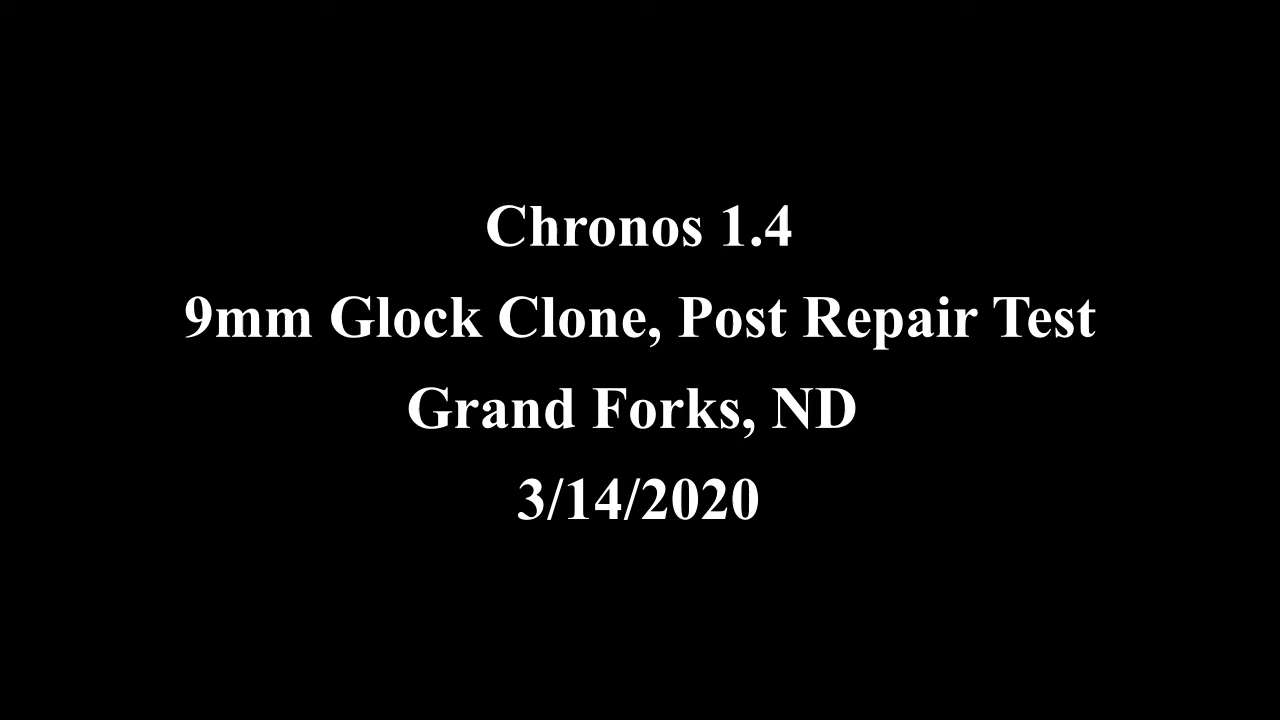 Chronos 1.4
9mm Glock Clone, Post Repair Test
Grand Forks, ND
3/14/2020